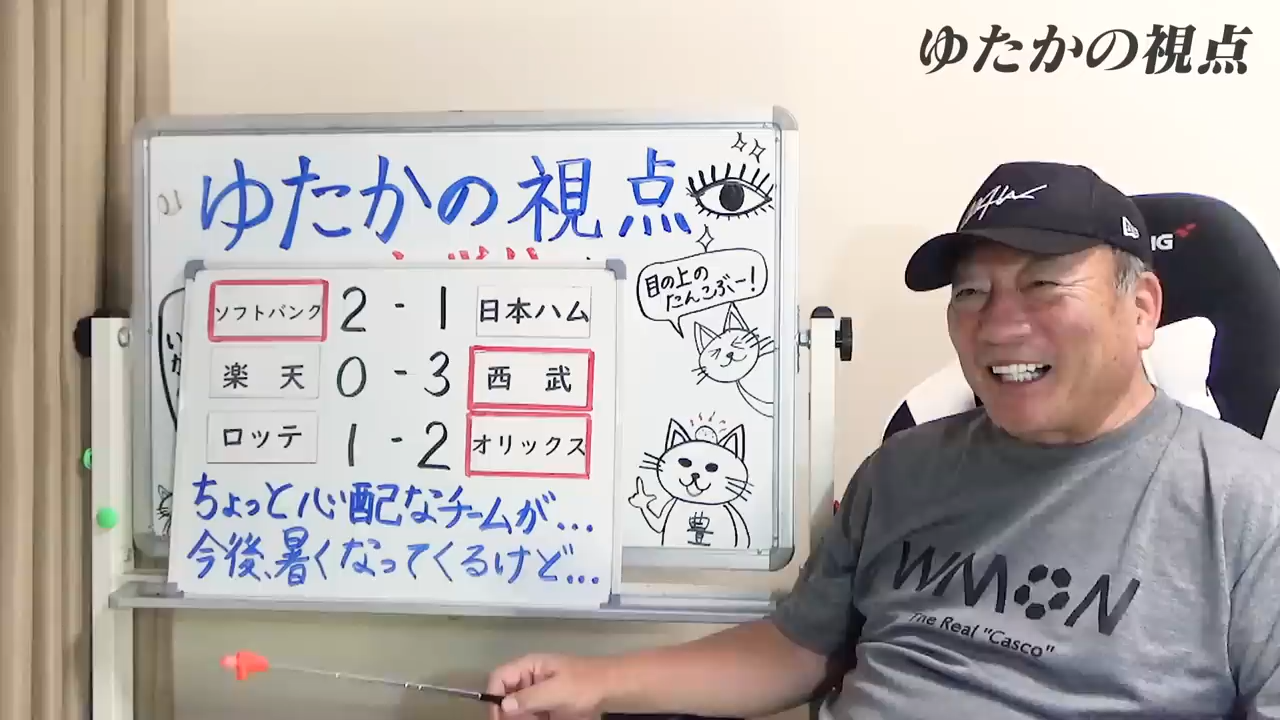 ゆたかの視点
ゆたかの視点
目の上の
たんこぶー!
ソフトバンク 2 - 1 日本ハム
楽 天 0 - 3 西 武
ロッテ 1 - 2 オリックス
ちょっと心配なチームが...
今後、暑くなってくるけど...
豊
WMON
The Real "Casco"